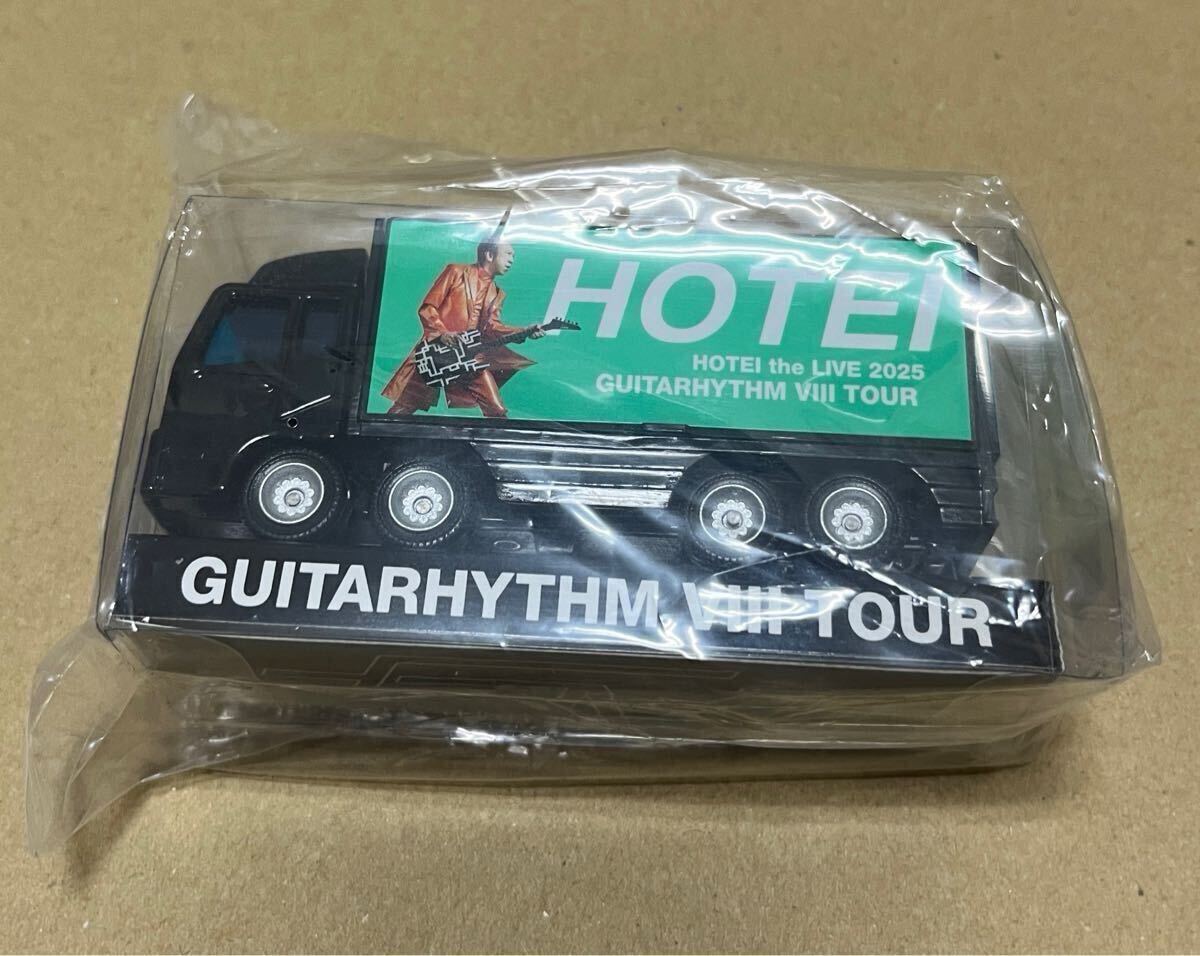 HOTEI
HOTEI the LIVE 2025
GUITARHYTHM VIII TOUR
GUITARHYTHM VIII TOUR